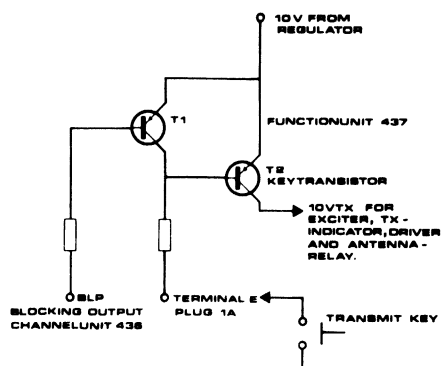 10V FROM
REGULATOR
T1
FUNCTIONUNIT 437
T2
KEYTRANSISTOR
10VTX FOR
EXCITER, TX-
INDICATOR, DRIVER
AND ANTENNA-
RELAY.
BLP
BLOCKING OUTPUT
CHANNELUNIT 436
TERMINAL E
PLUG 1A
TRANSMIT KEY